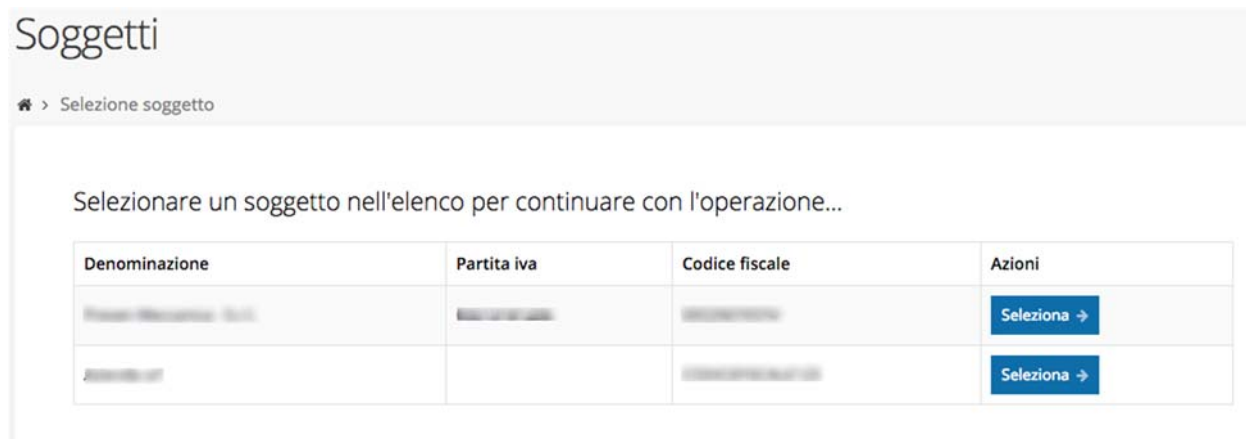 Soggetti
> Selezione soggetto
Selezionare un soggetto nell'elenco per continuare con l'operazione...
Denominazione Partita iva Codice fiscale Azioni
Seleziona →
Seleziona →